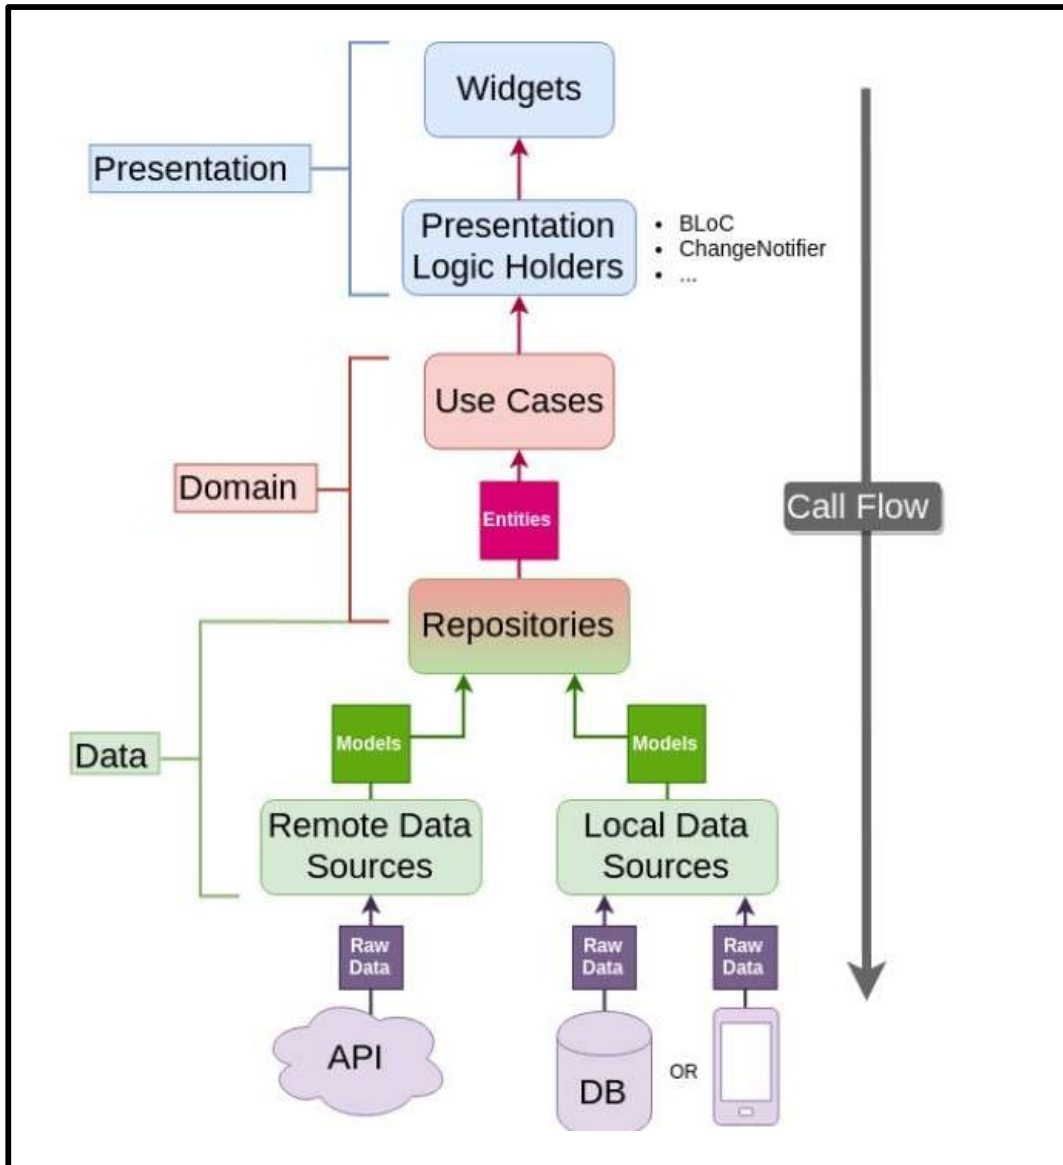 Widgets
Presentation
Presentation
Logic Holders
• BLoC
• ChangeNotifier
• ...
Use Cases
Domain
Entities
Call Flow
Repositories
Models
Models
Data
Remote Data
Sources
Local Data
Sources
Raw
Data
Raw
Data
Raw
Data
API
DB
OR